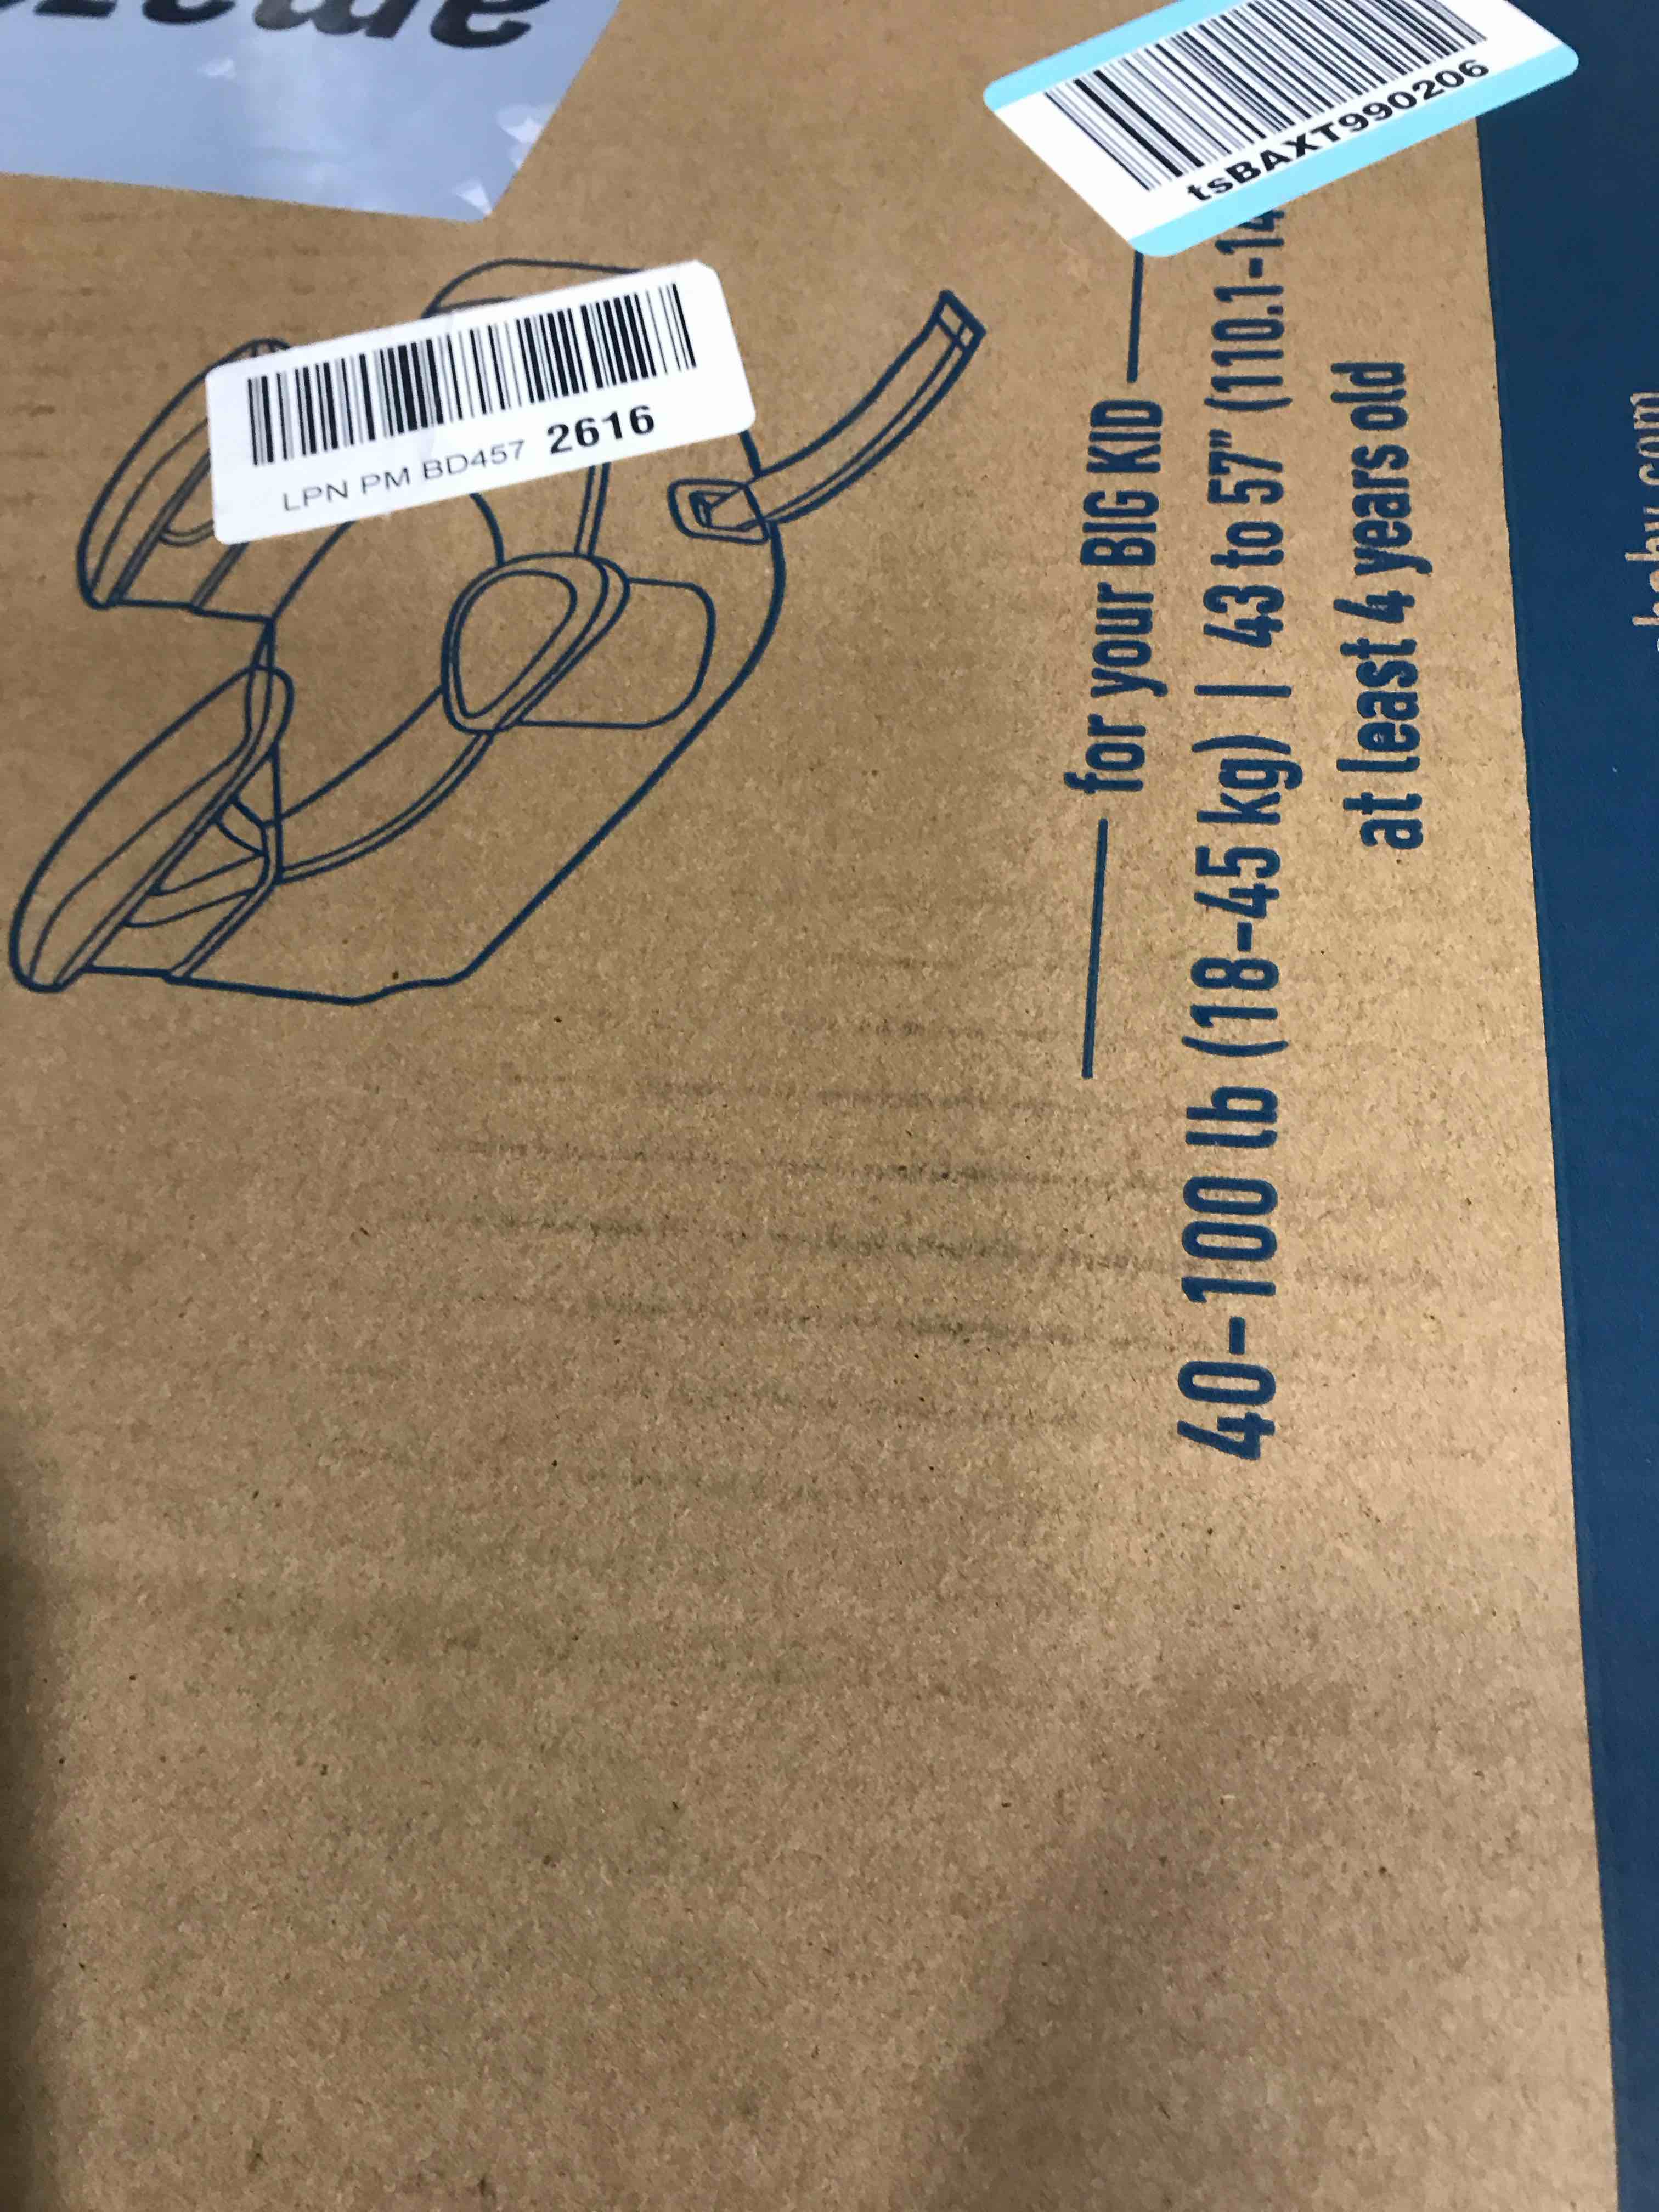 tsBAXT990206
LPN PM BD457 2616
for your BIG KID
40-100 lb (18-45 kg) | 43 to 57" (110.1-14
at least 4 years old